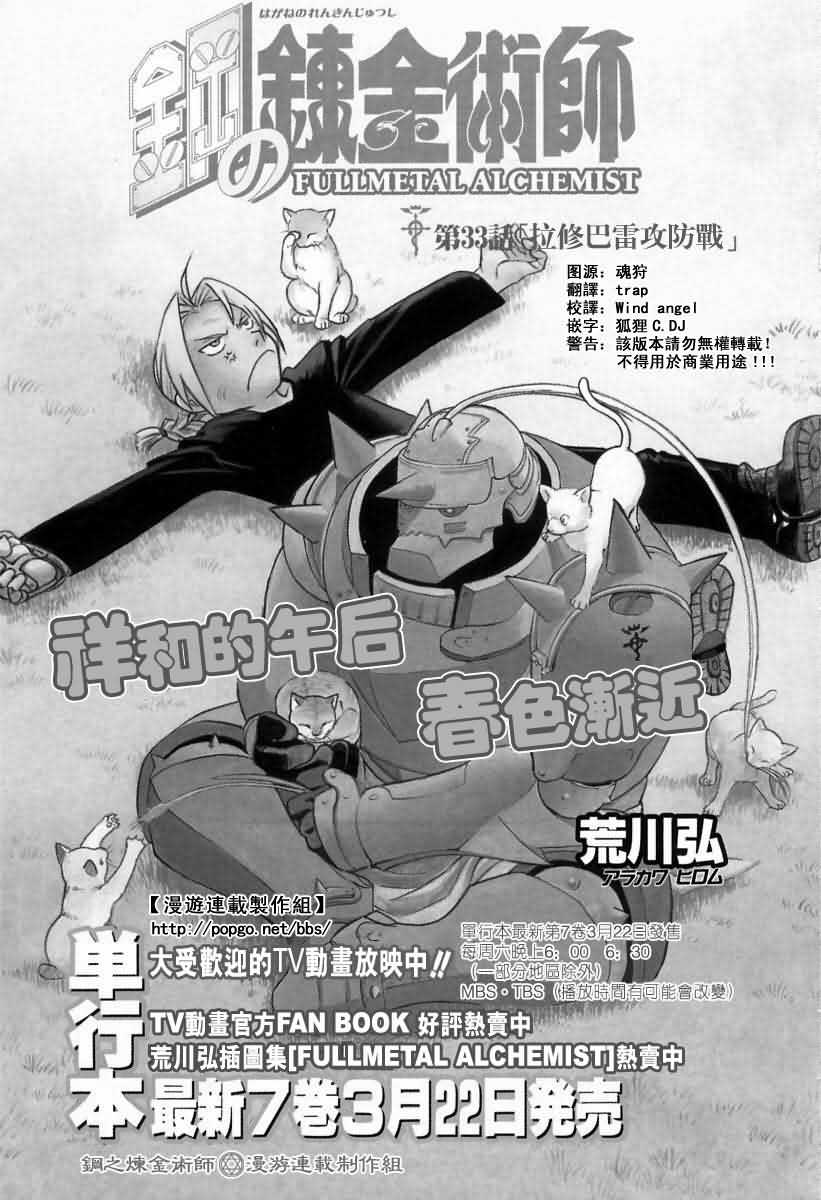 はがねのれんきんじゅつし
鋼の錬金術師
FULLMETAL ALCHEMIST
第33話「拉修巴雷攻防戰」
图源: 魂狩
翻譯: trap
校譯: Wind angel
嵌字: 狐狸C.DJ
警告: 該版本請勿無權轉載!
不得用於商業用途!!!
祥和的午后
春色漸近
荒川弘
アラカワ ヒロム
【漫遊連載製作組】
http://popgo.net/bbs/
大受歡迎的TV動畫放映中!!
單行本最新第7卷3月22日發售
每周六晚上6:00 6:30
(一部分地區除外)
MBS・TBS (播放時間有可能會改變)
TV動畫官方FAN BOOK 好評熱賣中
荒川弘插圖集[FULLMETAL ALCHEMIST]熱賣中
単行本
最新7巻3月22日発売
鋼之煉金術師 漫游連載制作組